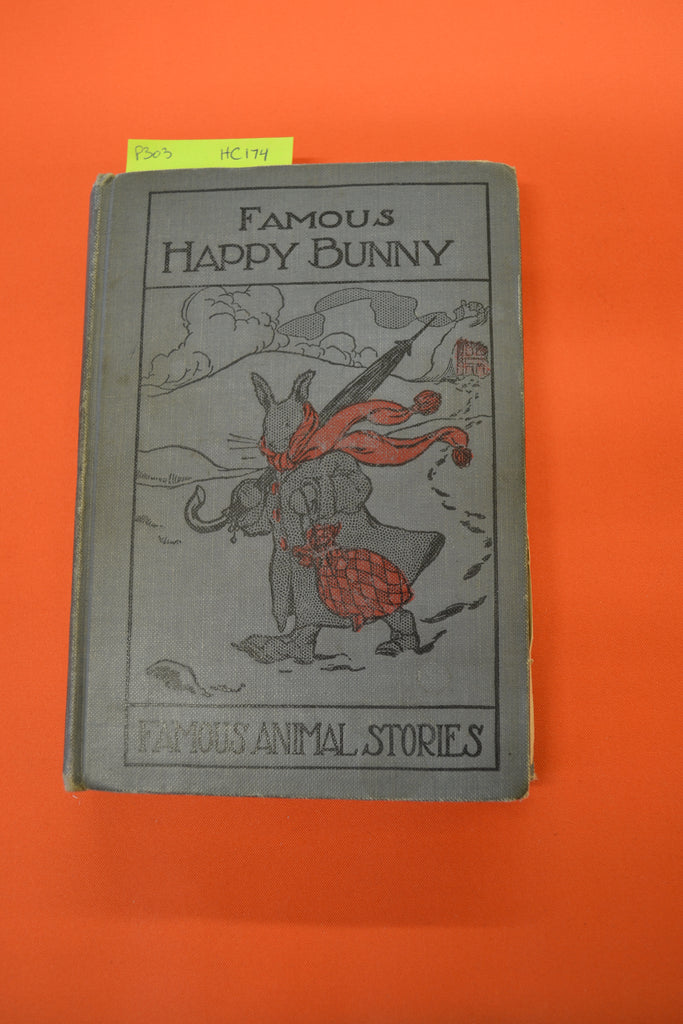 P303 HC174
FAMOUS
HAPPY BUNNY
FAMOUS ANIMAL STORIES